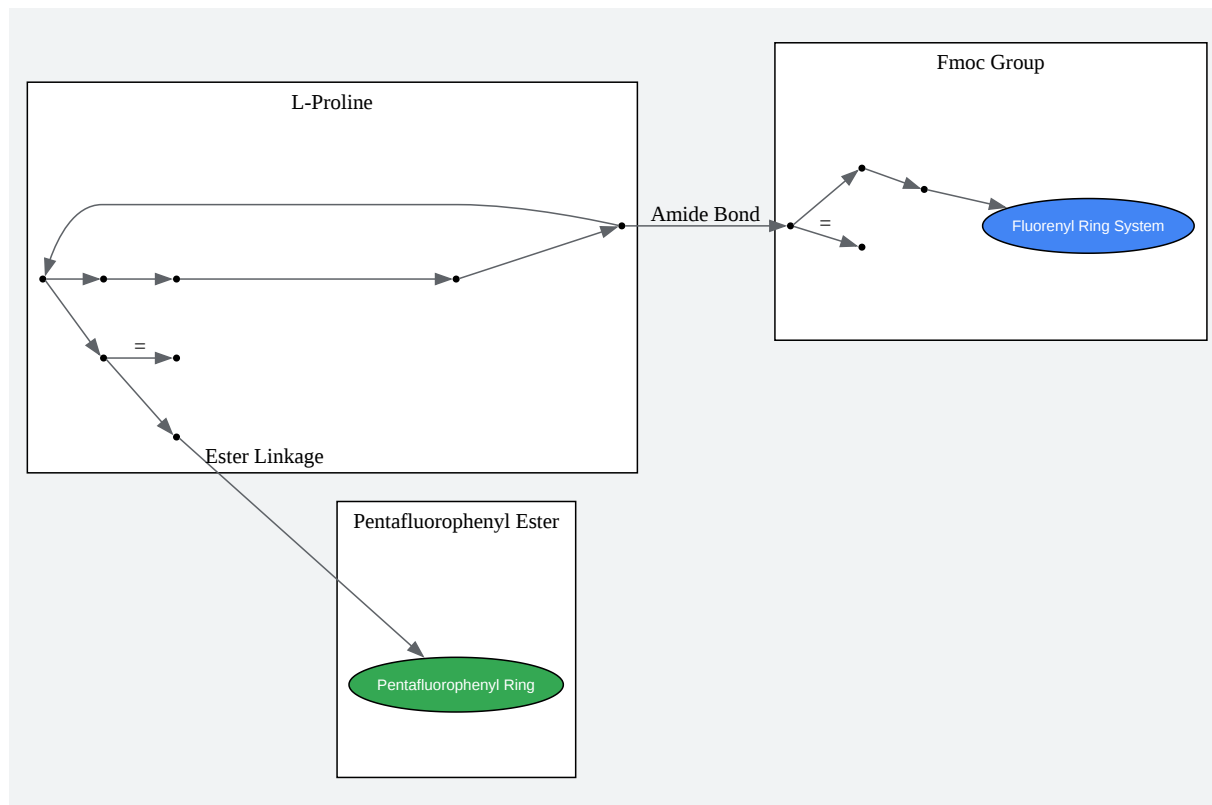 Fmoc Group
L-Proline
Amide Bond
=
Fluorenyl Ring System
=
Ester Linkage
Pentafluorophenyl Ester
Pentafluorophenyl Ring